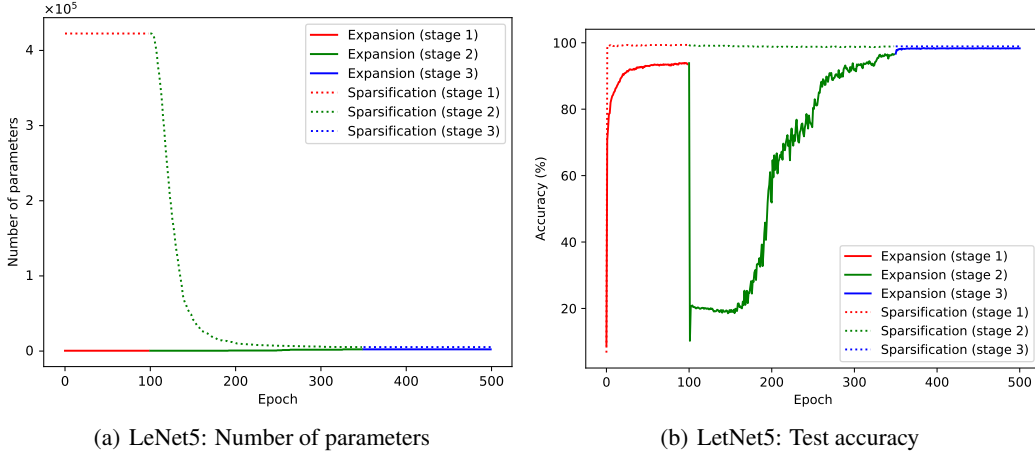 ×10⁵
4
3
2
1
0
Number of parameters
0 100 200 300 400 500
Epoch
Expansion (stage 1)
Expansion (stage 2)
Expansion (stage 3)
Sparsification (stage 1)
Sparsification (stage 2)
Sparsification (stage 3)
(a) LeNet5: Number of parameters
100
80
60
40
20
Accuracy (%)
0 100 200 300 400 500
Epoch
Expansion (stage 1)
Expansion (stage 2)
Expansion (stage 3)
Sparsification (stage 1)
Sparsification (stage 2)
Sparsification (stage 3)
(b) LetNet5: Test accuracy